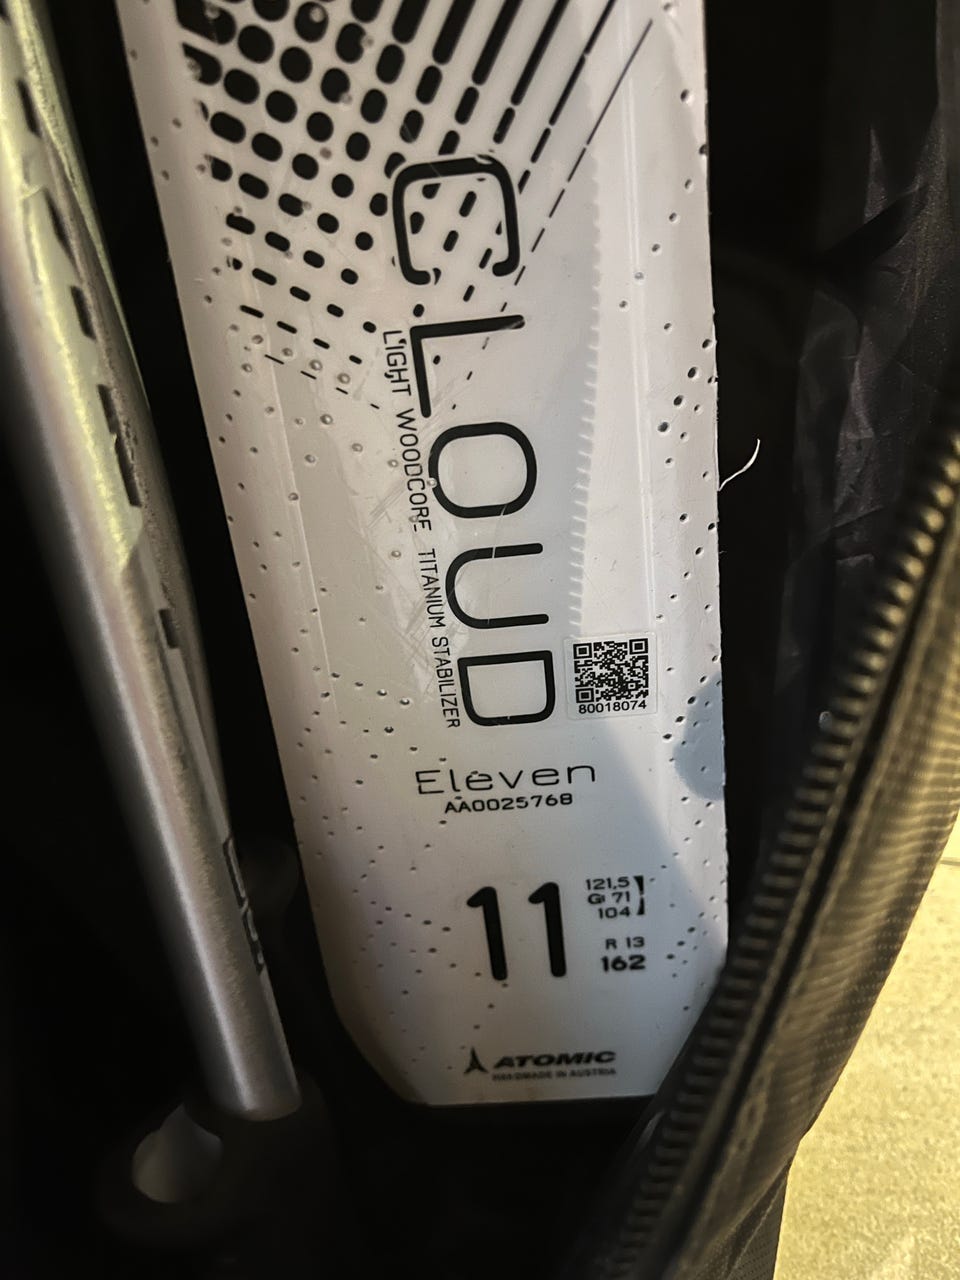 CLOUD
LIGHT WOODCORE TITANIUM STABILIZER
80018074
Eleven
AA0025768
11
121,5
71
104
R 13
162
ATOMIC
HANDMADE IN AUSTRIA